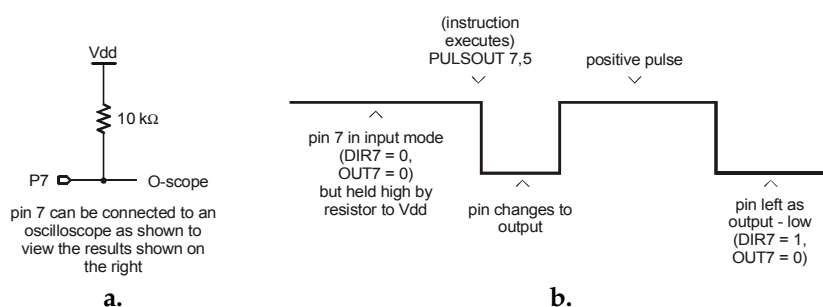 Vdd
10 kΩ
P7
O-scope
pin 7 can be connected to an
oscilloscope as shown to
view the results shown on
the right
a.
(instruction
executes)
PULSOUT 7,5
positive pulse
pin 7 in input mode
(DIR7 = 0,
OUT7 = 0)
but held high by
resistor to Vdd
pin changes to
output
pin left as
output - low
(DIR7 = 1,
OUT7 = 0)
b.